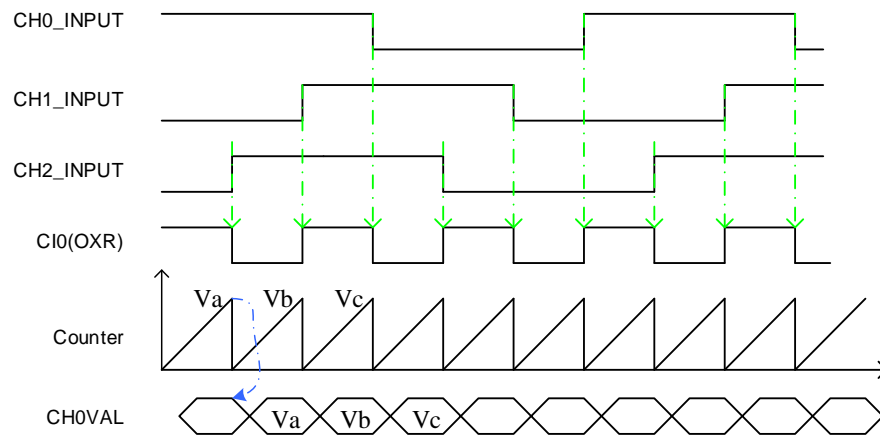 CH0_INPUT
CH1_INPUT
CH2_INPUT
CI0(OXR)
Va Vb Vc
Counter
CH0VAL Va Vb Vc